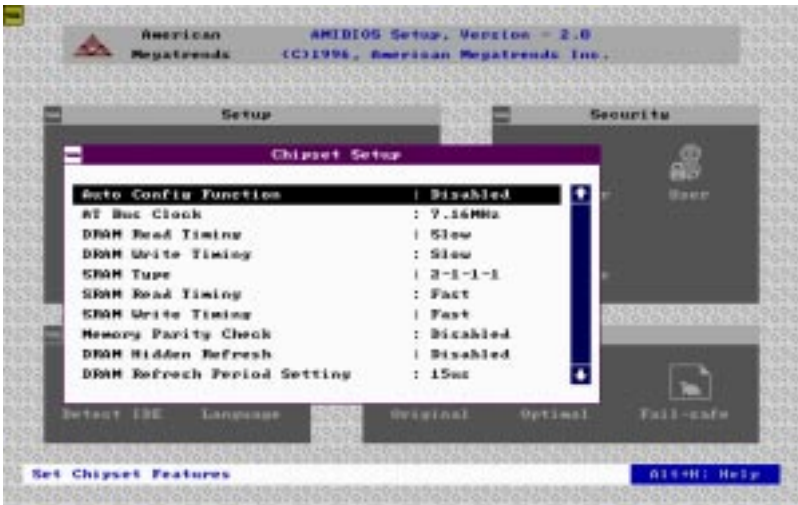 American
Megatrends
AMIBIOS Setup, Version - 2.0
(C)1996, American Megatrends Inc.
Setup
Security
Chipset Setup
User
Auto Config Function : Disabled
AT Bus Clock : 7.16MHz
DRAM Read Timing : Slow
DRAM Write Timing : Slow
SRAM Type : 2-1-1-1
SRAM Read Timing : Fast
SRAM Write Timing : Fast
Memory Parity Check : Disabled
DRAM Hidden Refresh : Disabled
DRAM Refresh Period Setting : 15us
Detect IDE
Language
Original
Optimal
Fail-safe
Set Chipset Features
Alt+H: Help